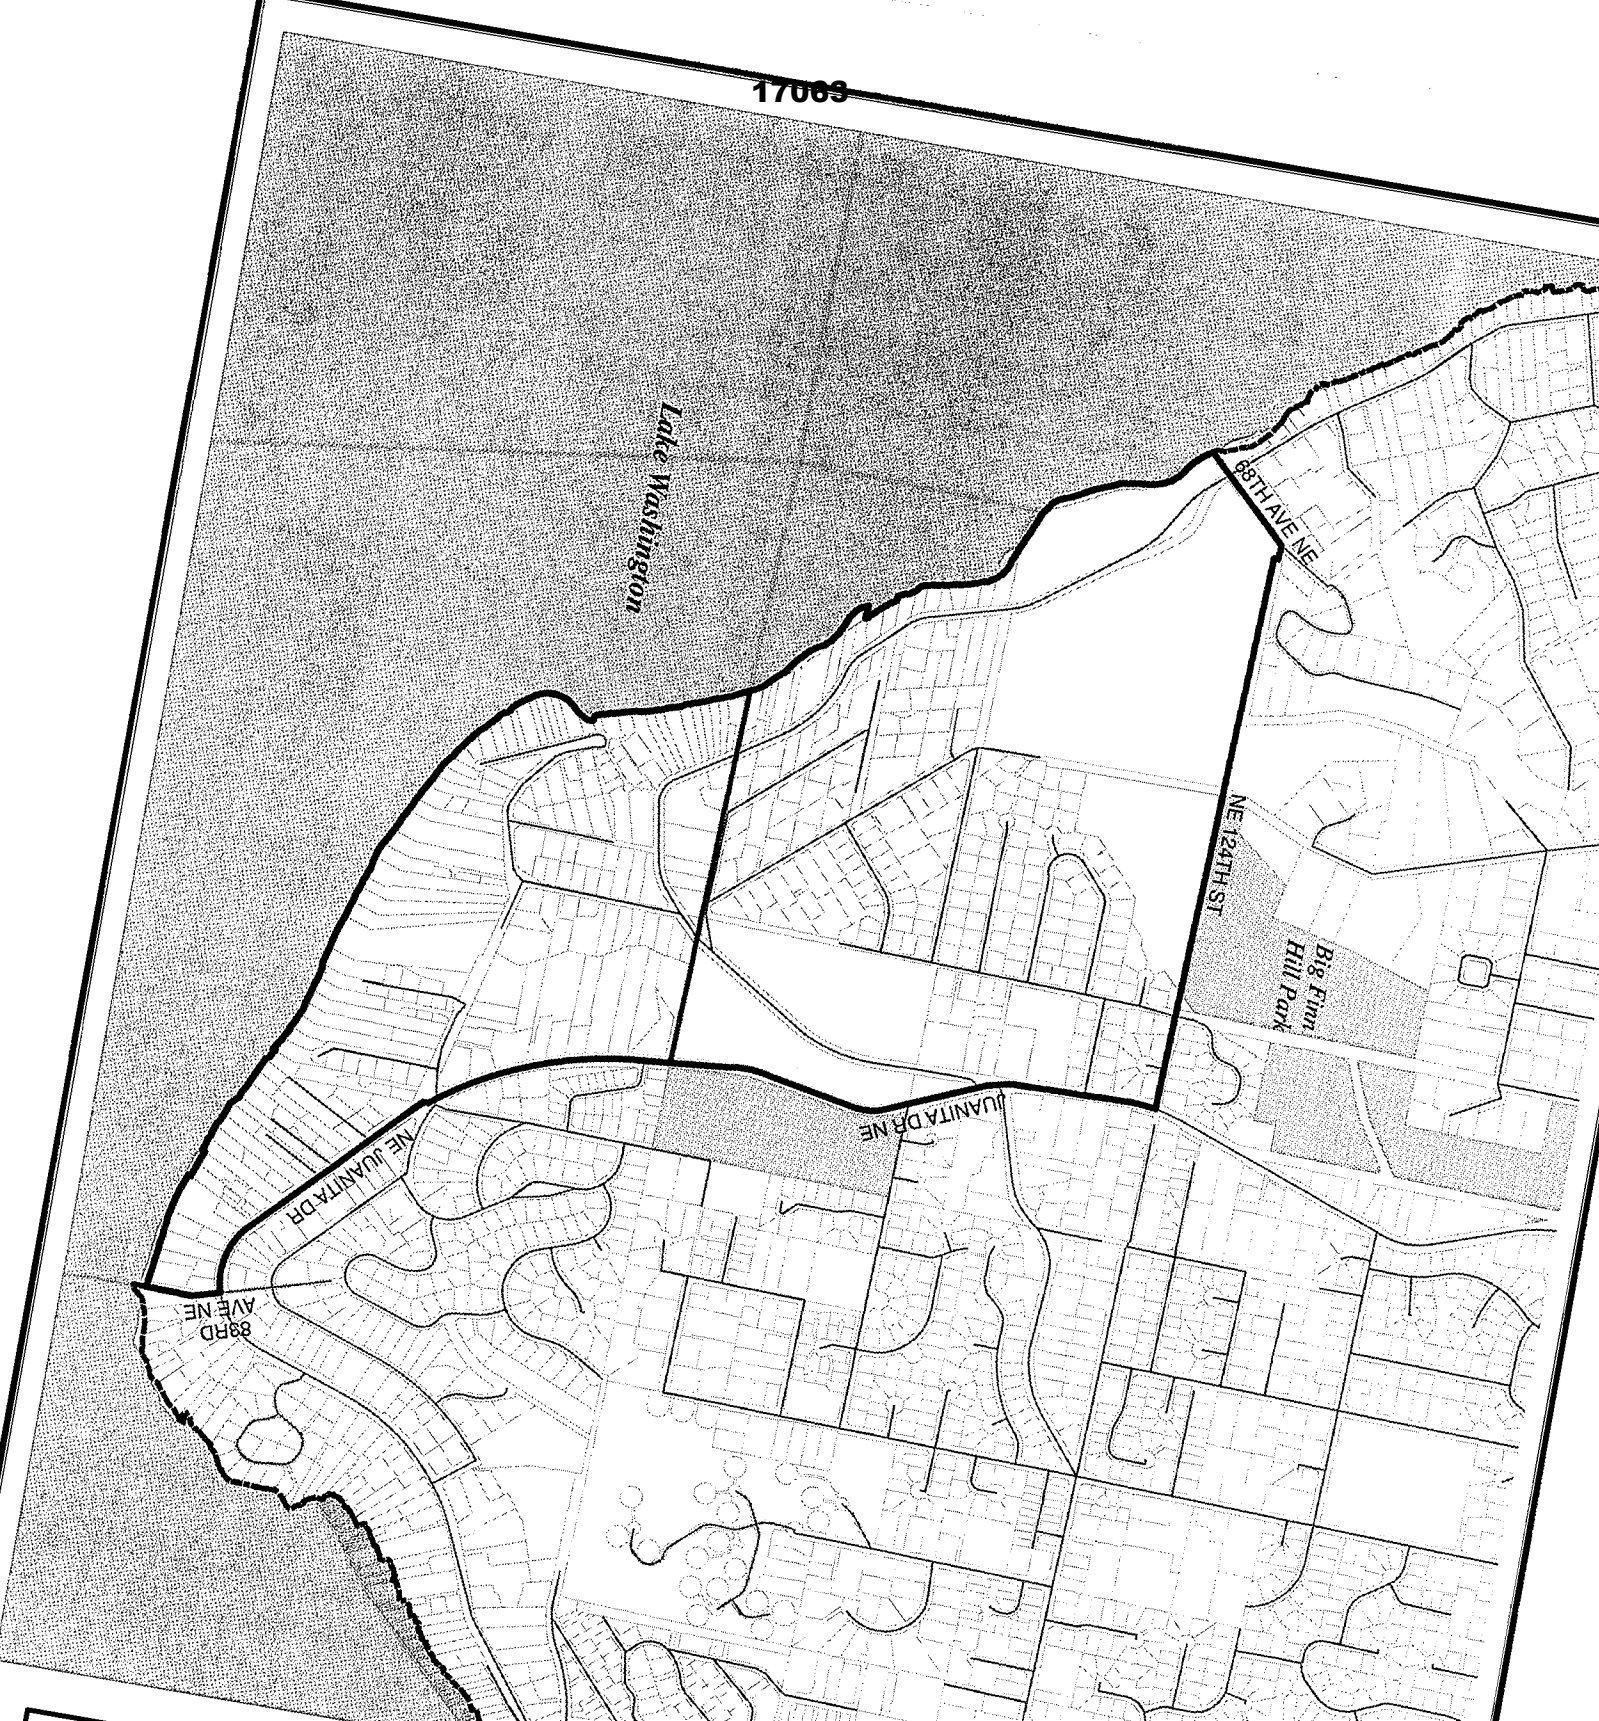 17063
Lake Washington
68TH AVE NE
NE 124TH ST
Big Finn
Hill Park
JUANITA DR NE
NE JUANITA DR
83RD
AVE NE